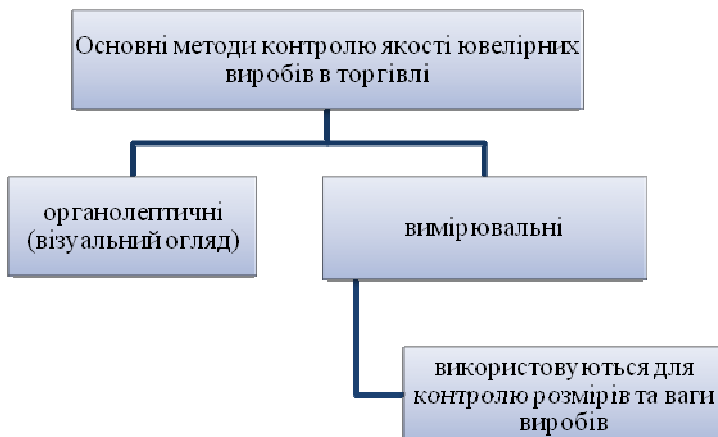 Основні методи контролю якості ювелірних
виробів в торгівлі
органолептичні
(візуальний огляд)
вимірювальні
використовуються для
контролю розмірів та ваги
виробів